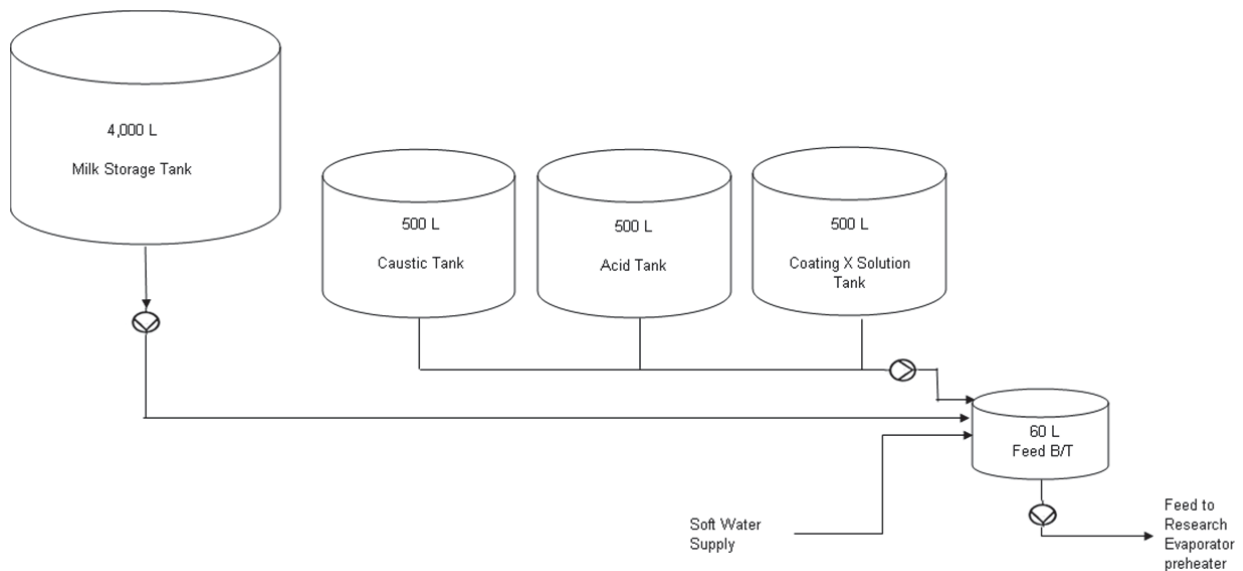 4,000 L
Milk Storage Tank
500 L
Caustic Tank
500 L
Acid Tank
500 L
Coating X Solution
Tank
60 L
Feed B/T
Soft Water
Supply
Feed to
Research
Evaporator
preheater